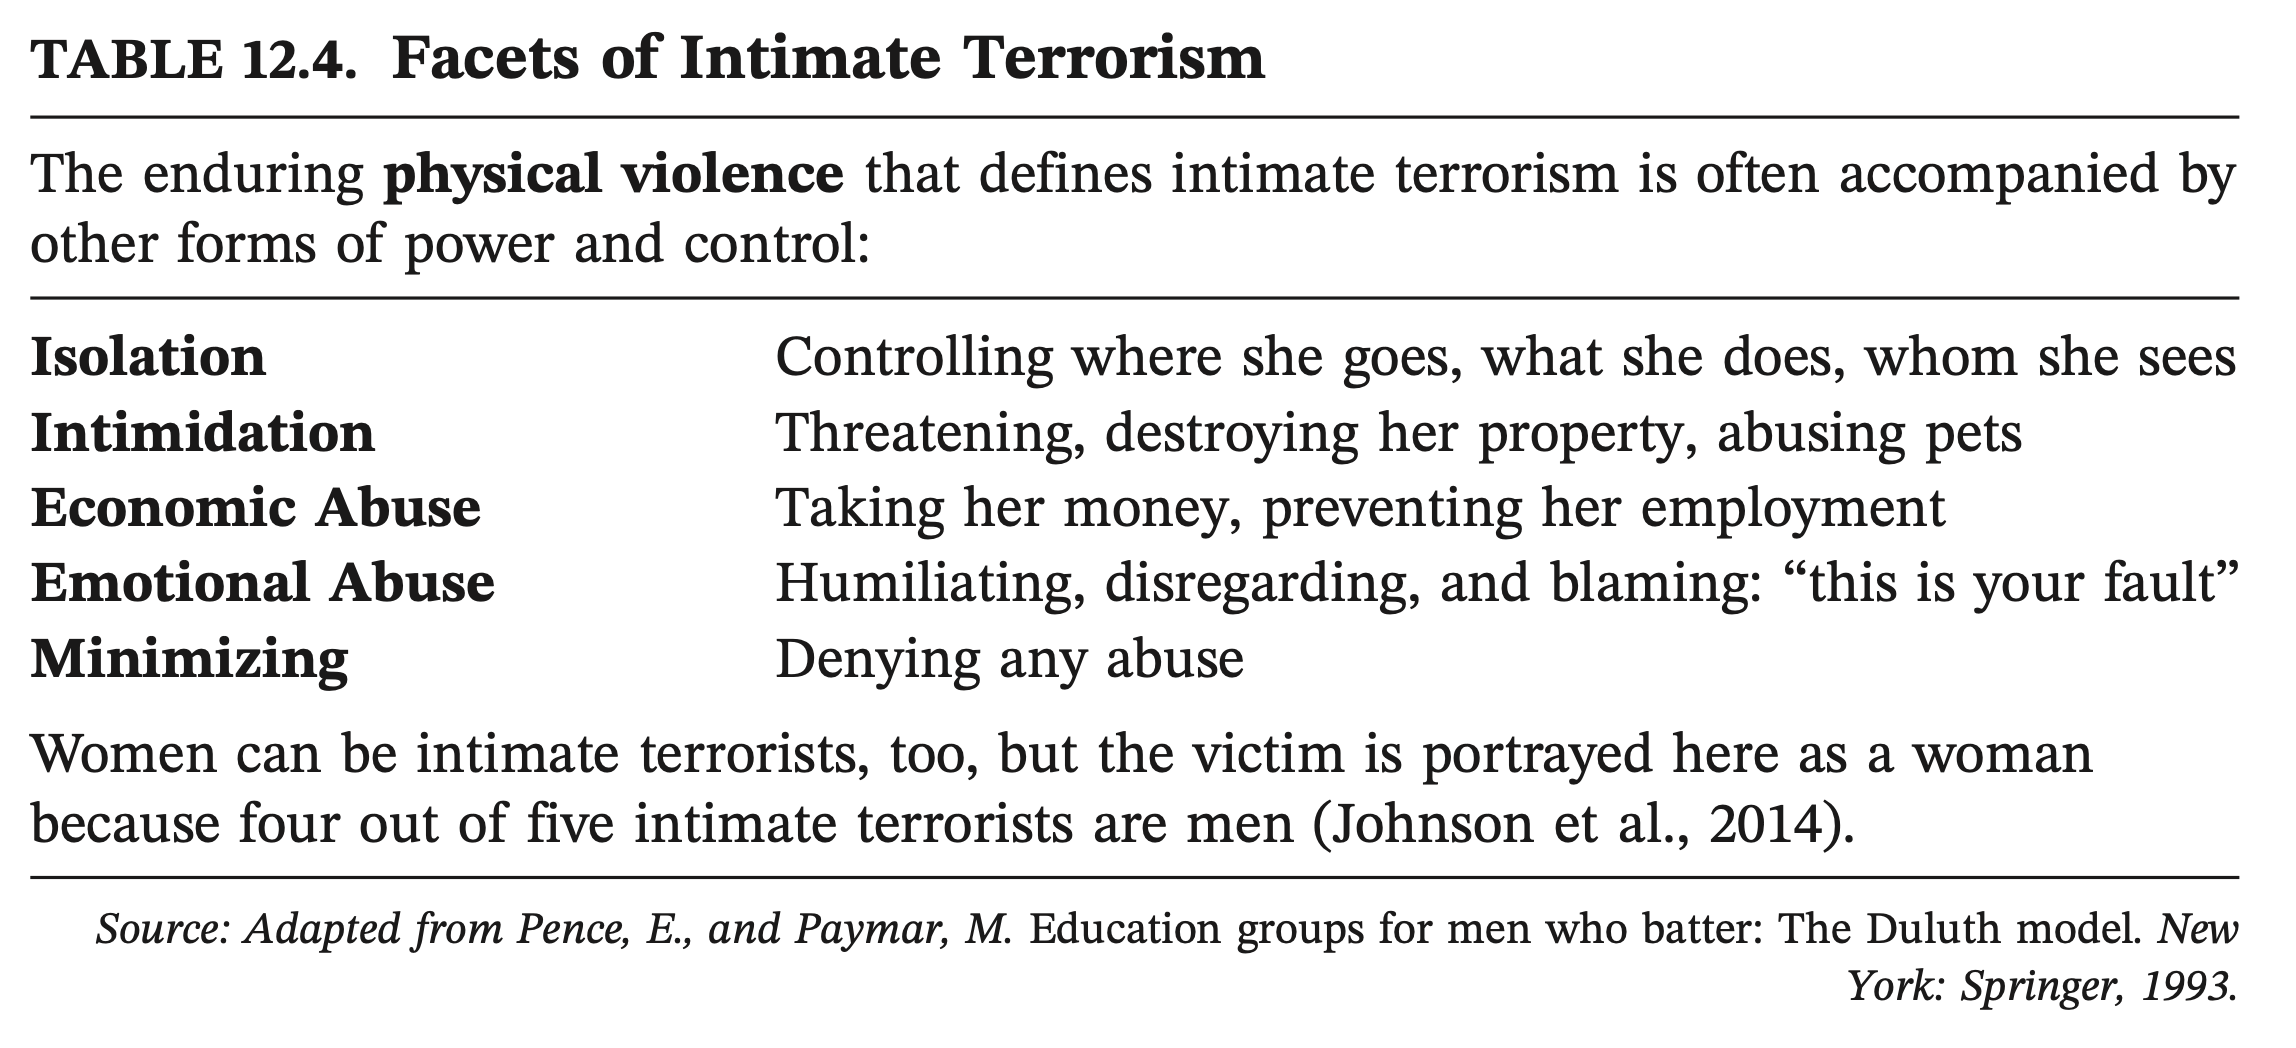 TABLE 12.4. Facets of Intimate Terrorism
The enduring physical violence that defines intimate terrorism is often accompanied by
other forms of power and control:
Isolation Controlling where she goes, what she does, whom she sees
Intimidation Threatening, destroying her property, abusing pets
Economic Abuse Taking her money, preventing her employment
Emotional Abuse Humiliating, disregarding, and blaming: “this is your fault”
Minimizing Denying any abuse
Women can be intimate terrorists, too, but the victim is portrayed here as a woman
because four out of five intimate terrorists are men (Johnson et al., 2014).
Source: Adapted from Pence, E., and Paymar, M. Education groups for men who batter: The Duluth model. New
York: Springer, 1993.